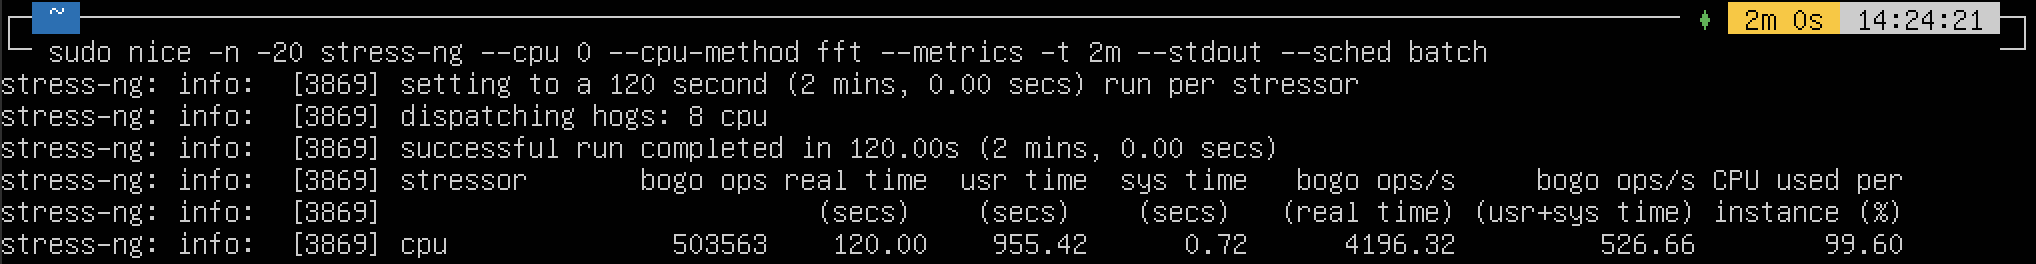 ~ 2m 0s 14:24:21
sudo nice -n -20 stress-ng --cpu 0 --cpu-method fft --metrics -t 2m --stdout --sched batch
stress-ng: info:  [3869] setting to a 120 second (2 mins, 0.00 secs) run per stressor
stress-ng: info:  [3869] dispatching hogs: 8 cpu
stress-ng: info:  [3869] successful run completed in 120.00s (2 mins, 0.00 secs)
stress-ng: info:  [3869] stressor       bogo ops real time  usr time  sys time   bogo ops/s     bogo ops/s CPU used per
stress-ng: info:  [3869]                           (secs)    (secs)    (secs)   (real time) (usr+sys time) instance (%)
stress-ng: info:  [3869] cpu              503563    120.00    955.42      0.72      4196.32         526.66        99.60